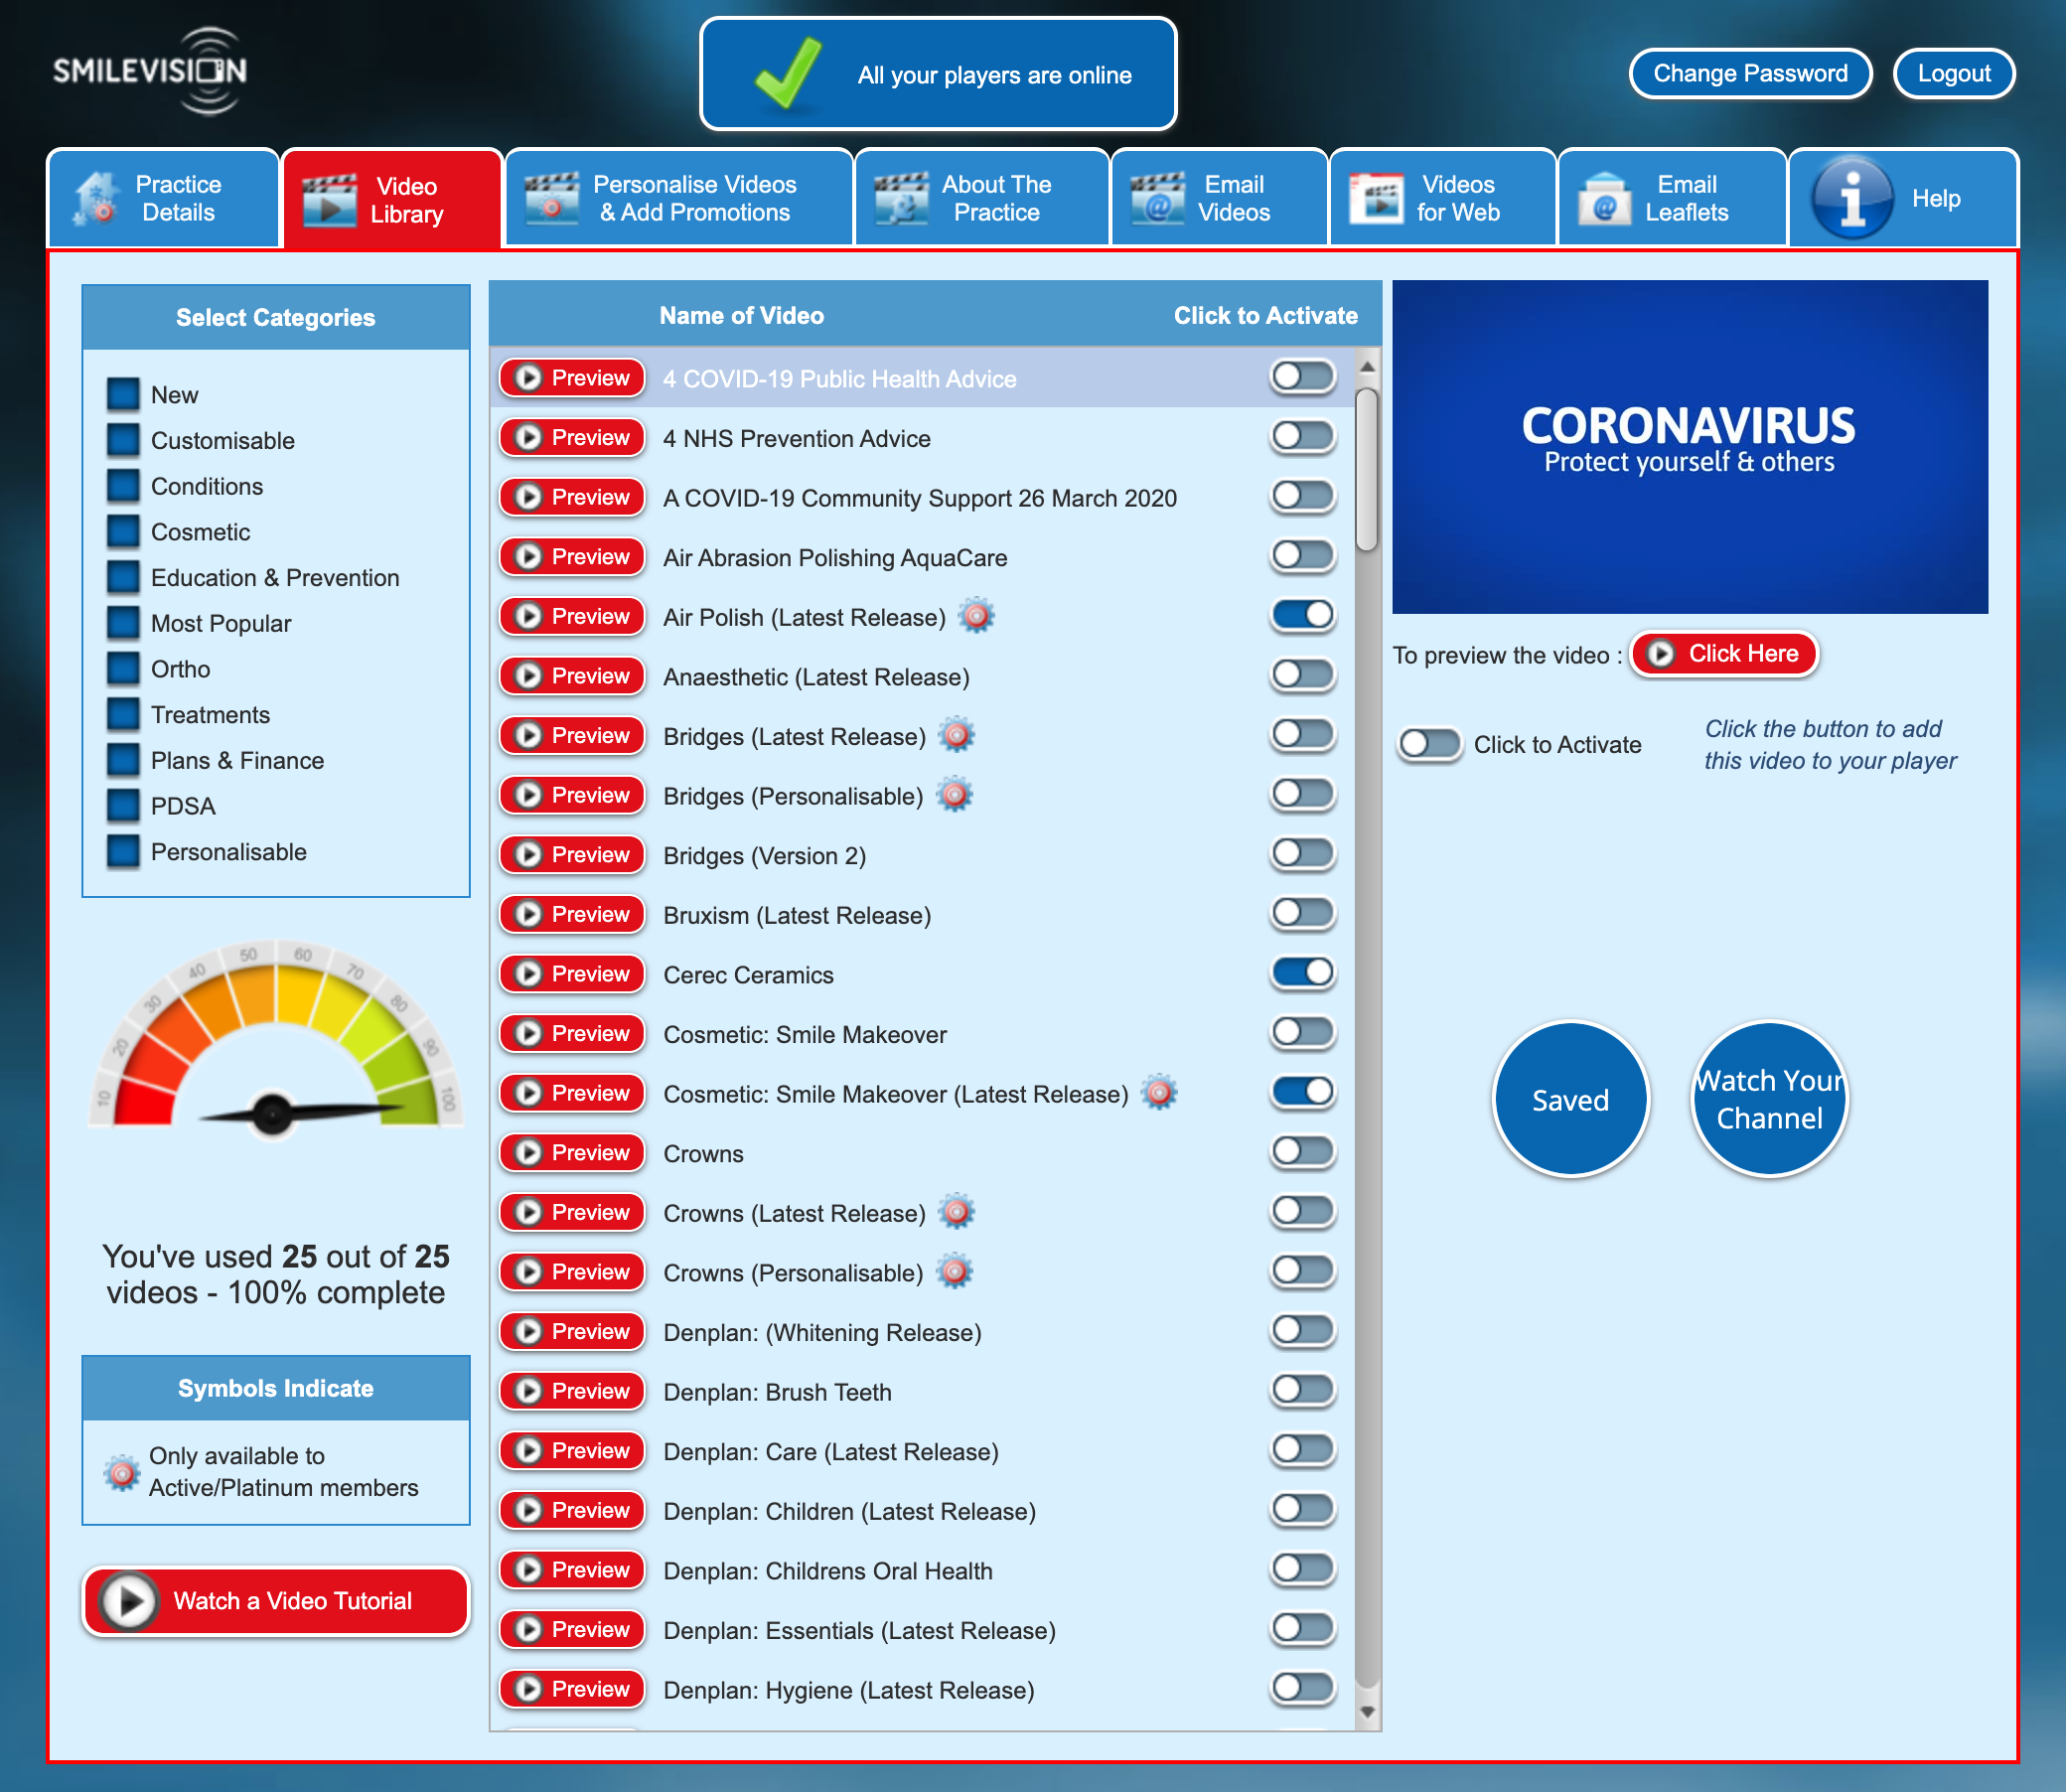 SMILEVISION
All your players are online
Change Password
Logout
Practice
Details
Video
Library
Personalise Videos
& Add Promotions
About The
Practice
Email
Videos
Videos
for Web
Email
Leaflets
Help
Select Categories
New
Customisable
Conditions
Cosmetic
Education & Prevention
Most Popular
Ortho
Treatments
Plans & Finance
PDSA
Personalisable
10 20 30 40 50 60 70 80 90 100
You've used 25 out of 25
videos - 100% complete
Symbols Indicate
Only available to
Active/Platinum members
Watch a Video Tutorial
Name of Video Click to Activate
Preview 4 COVID-19 Public Health Advice
Preview 4 NHS Prevention Advice
Preview A COVID-19 Community Support 26 March 2020
Preview Air Abrasion Polishing AquaCare
Preview Air Polish (Latest Release)
Preview Anaesthetic (Latest Release)
Preview Bridges (Latest Release)
Preview Bridges (Personalisable)
Preview Bridges (Version 2)
Preview Bruxism (Latest Release)
Preview Cerec Ceramics
Preview Cosmetic: Smile Makeover
Preview Cosmetic: Smile Makeover (Latest Release)
Preview Crowns
Preview Crowns (Latest Release)
Preview Crowns (Personalisable)
Preview Denplan: (Whitening Release)
Preview Denplan: Brush Teeth
Preview Denplan: Care (Latest Release)
Preview Denplan: Children (Latest Release)
Preview Denplan: Childrens Oral Health
Preview Denplan: Essentials (Latest Release)
Preview Denplan: Hygiene (Latest Release)
CORONAVIRUS
Protect yourself & others
To preview the video : Click Here
Click to Activate
Click the button to add
this video to your player
Saved
Watch Your
Channel